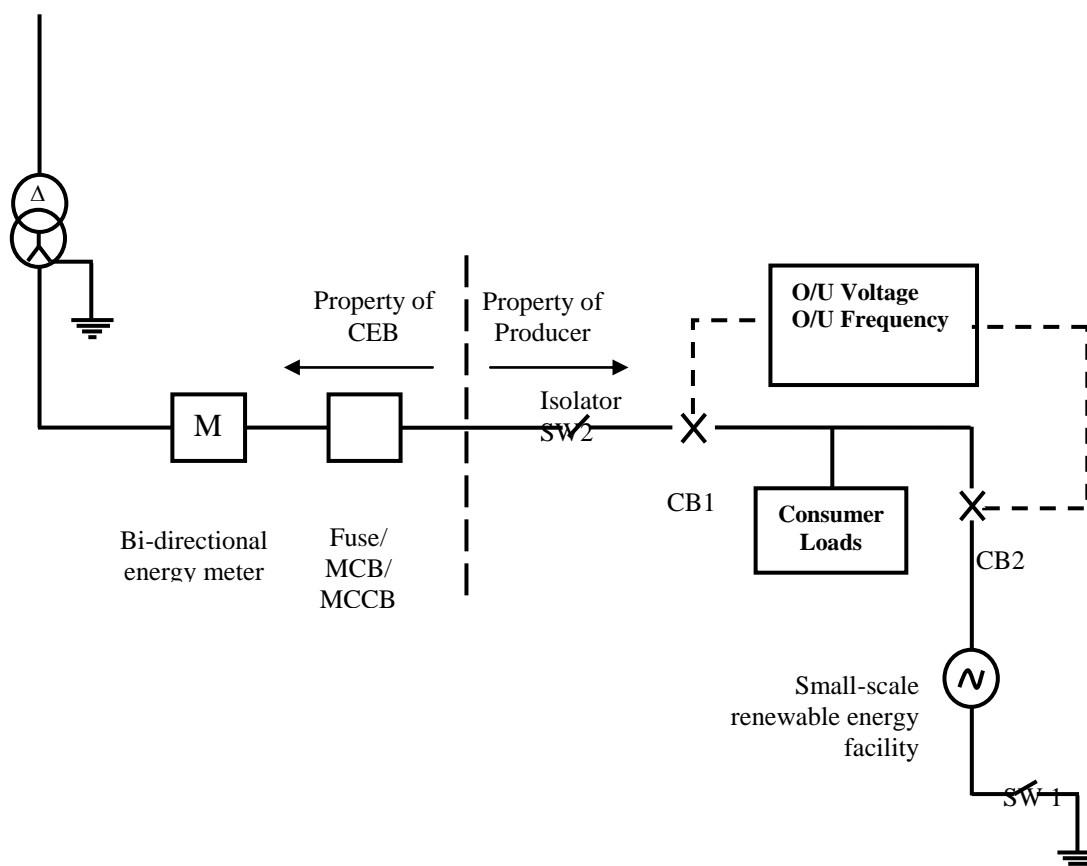 Δ
Property of
CEB
Property of
Producer
O/U Voltage
O/U Frequency
Isolator
SW2
M
CB1
Consumer
Loads
Bi-directional
energy meter
Fuse/
MCB/
MCCB
CB2
Small-scale
renewable energy
facility
SW 1